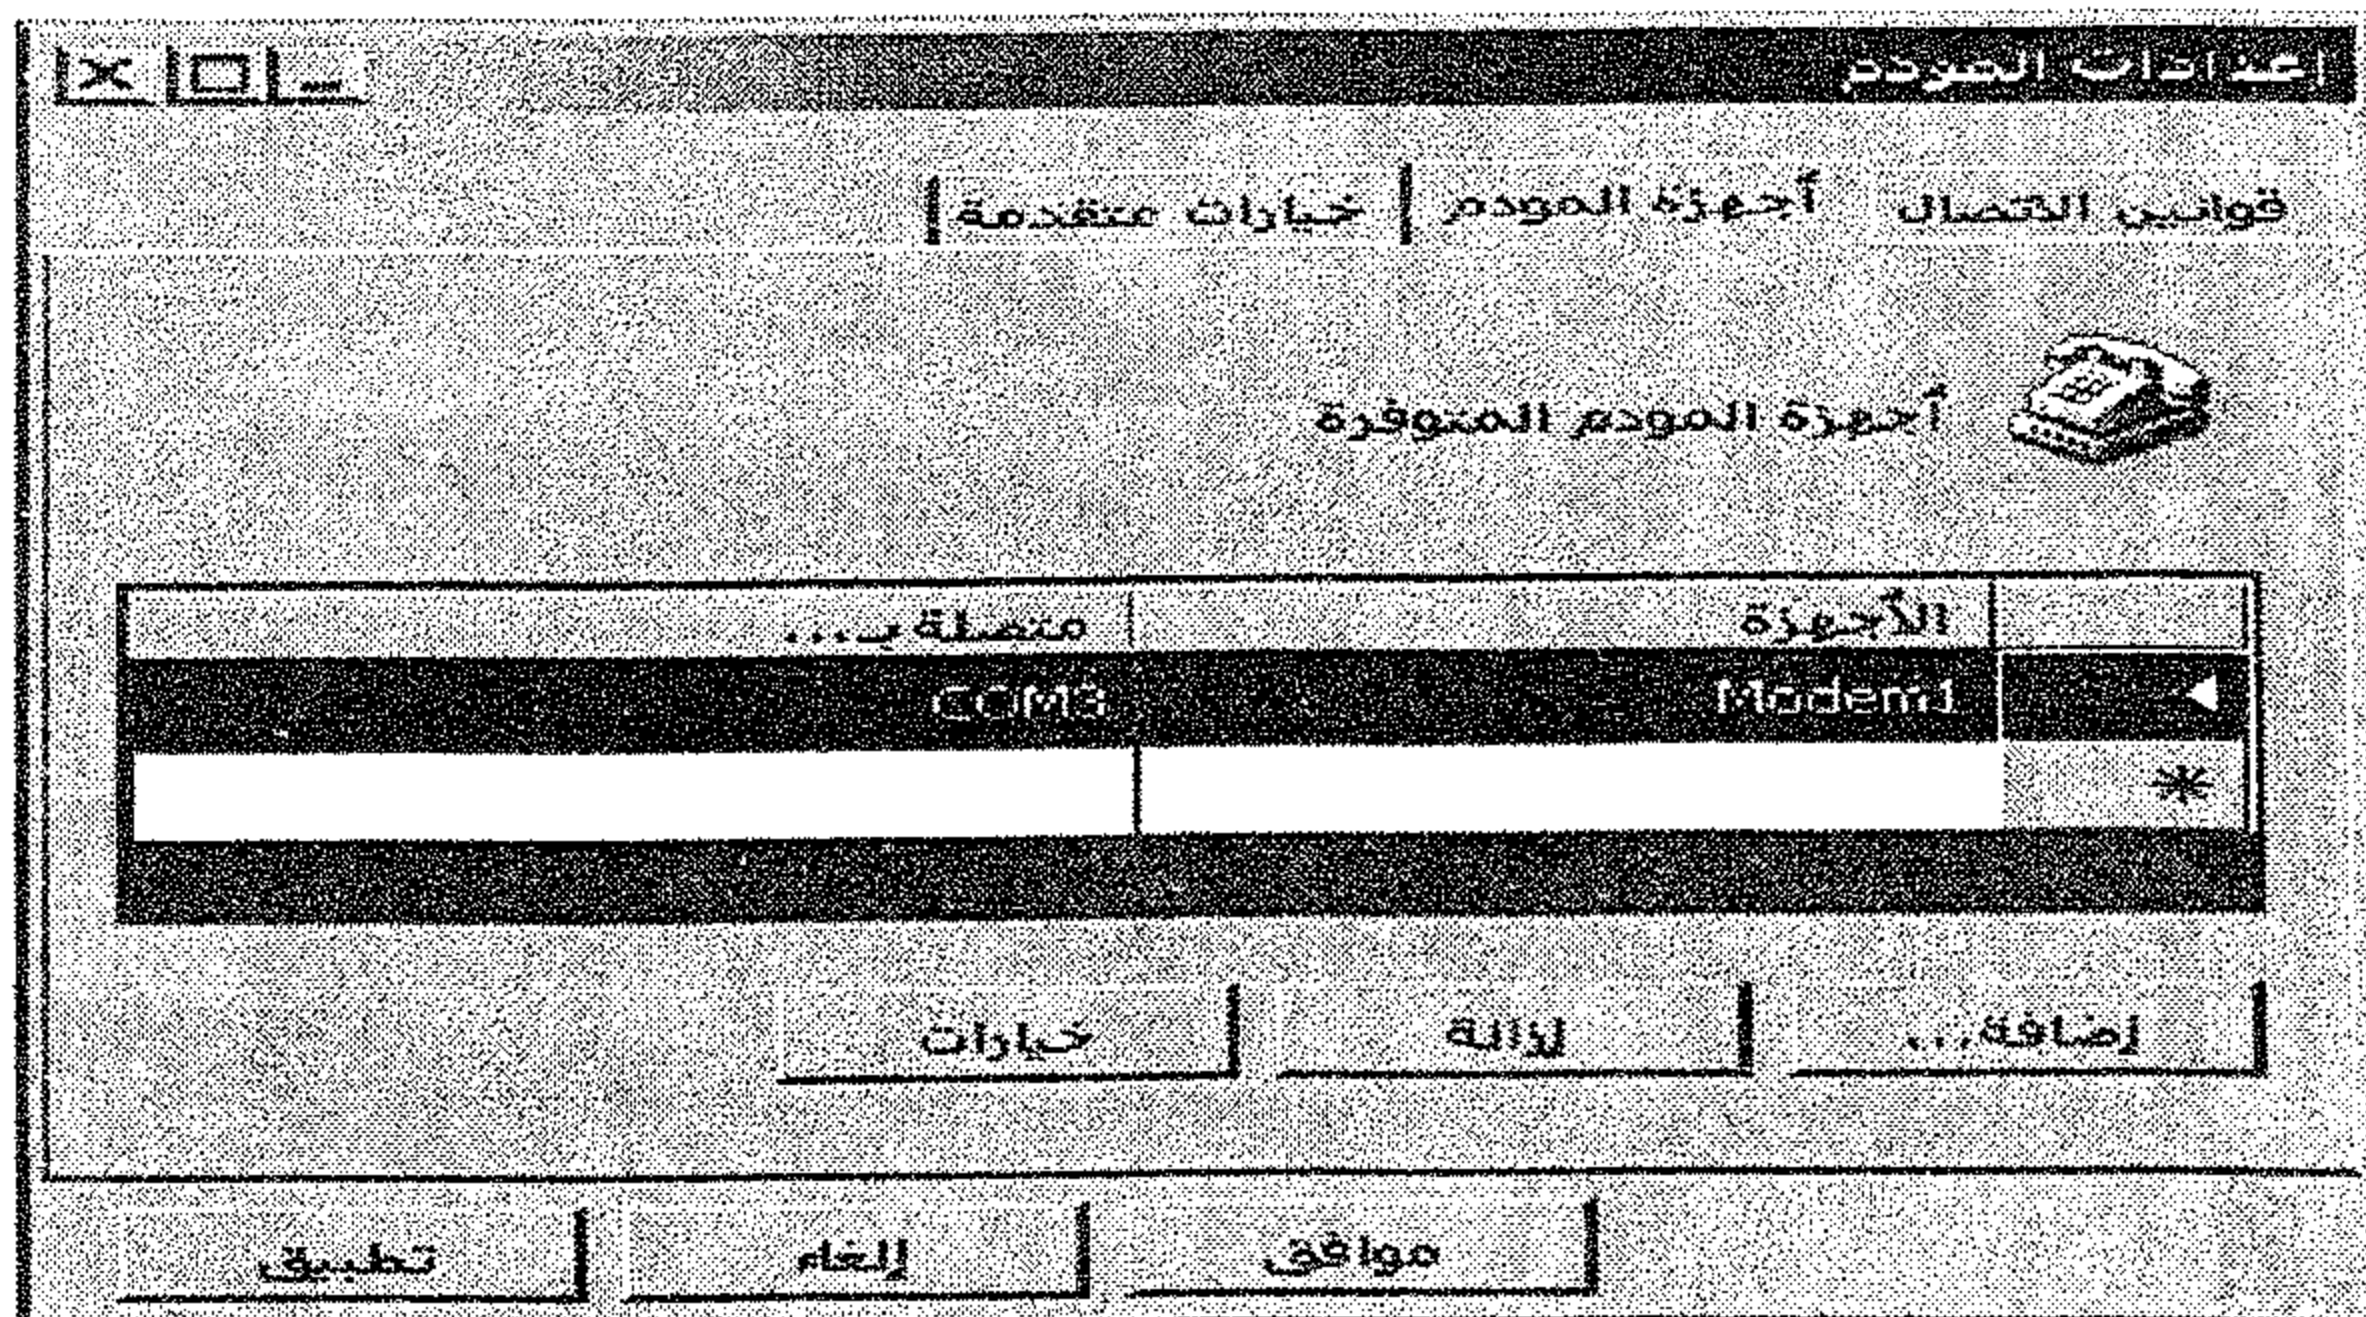 إعدادات المودم
قوانين الاتصال أجهزة المودم خيارات متقدمة
أجهزة المودم المتوفرة
الأجهزة متصلة بـ...
Modem1 COM3
*
إضافة... إزالة خيارات
موافق إلغاء تطبيق